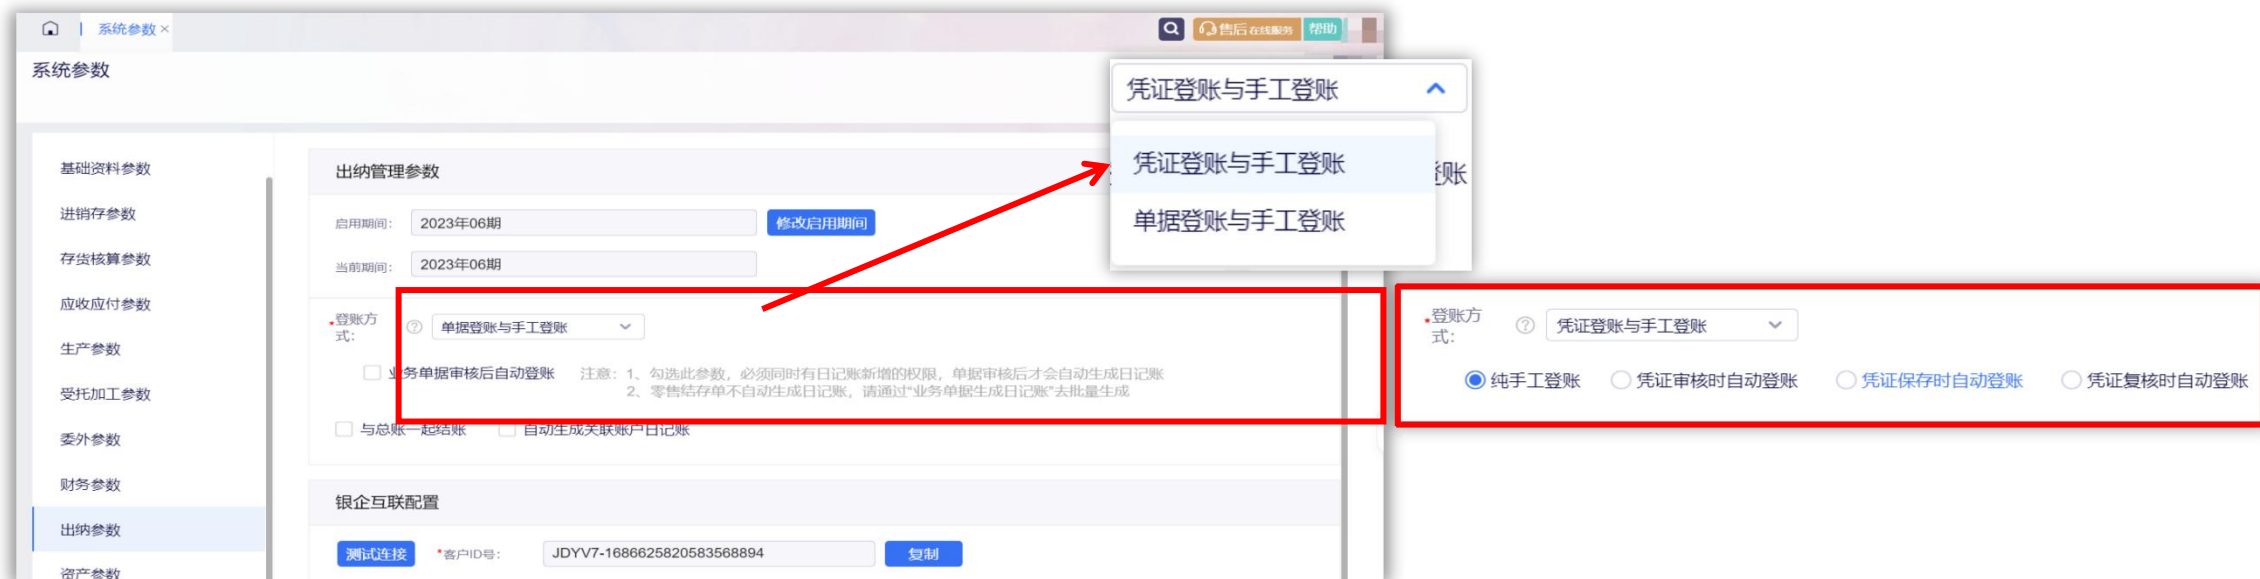 系统参数×
售后在线服务 帮助
系统参数
基础资料参数
进销存参数
存货核算参数
应收应付参数
生产参数
受托加工参数
委外参数
财务参数
出纳参数
资产参数
出纳管理参数
启用期间: 2023年06期 修改启用期间
当前期间: 2023年06期
*登账方式: ? 单据登账与手工登账
业务单据审核后自动登账 注意: 1、勾选此参数, 必须同时有日记账新增的权限, 单据审核后才会自动生成日记账
2、零售结存单不自动生成日记账, 请通过“业务单据生成日记账”去批量生成
与总账一起结账 自动生成关联账户日记账
银企互联配置
测试连接 *客户ID号: JDYV7-1686625820583568894 复制
凭证登账与手工登账
凭证登账与手工登账
登账
单据登账与手工登账
*登账方式: ? 凭证登账与手工登账
纯手工登账 凭证审核时自动登账 凭证保存时自动登账 凭证复核时自动登账